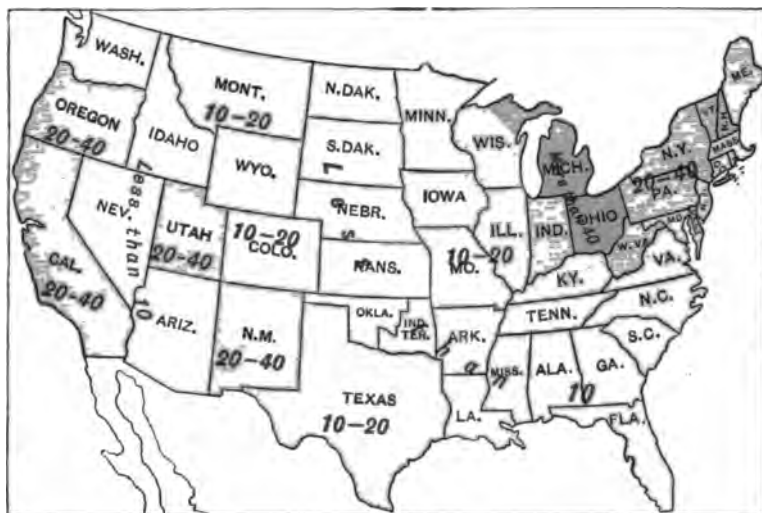 WASH.
MONT.
10-20
N.DAK.
MINN.
ME.
OREGON
20-40
IDAHO
S.DAK.
WIS.
MICH.
VT.
N.H.
MASS.
N.Y.
20-40
PA.
WYO.
IOWA
NEBR.
Less than
10
NEV.
UTAH
20-40
10-20
COLO.
KANS.
10-20
MO.
ILL.
IND.
OHIO
W.VA.
MD.
VA.
KY.
CAL.
20-40
ARIZ.
N.M.
20-40
OKLA.
IND.
TER.
ARK.
TENN.
N.C.
S.C.
MISS.
ALA.
GA.
10
TEXAS
10-20
LA.
FLA.